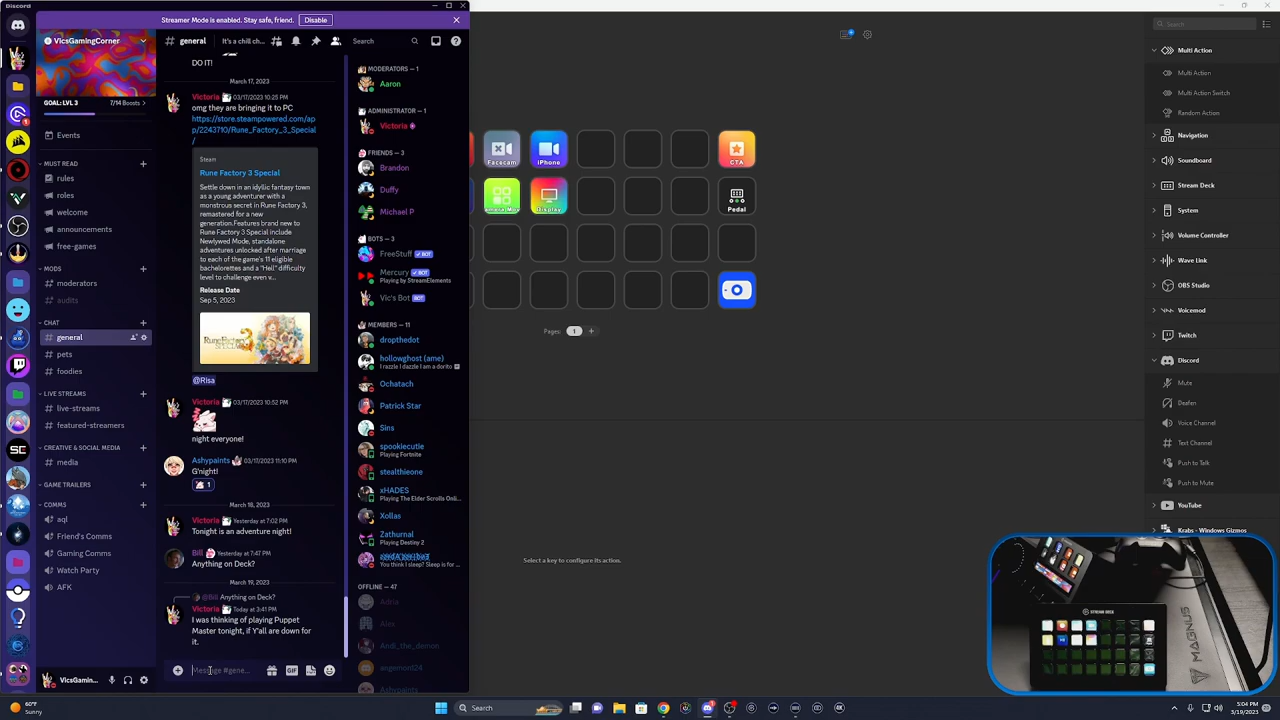 Discord
Streamer Mode is enabled. Stay safe, friend. Disable
VicsGamingCorner
# general It's a chill ch... Search
GOAL: LVL 3 7/14 Boosts
Events
MUST READ
rules
roles
welcome
announcements
free-games
MODS
moderators
audits
CHAT
general
pets
foodies
LIVE STREAMS
live-streams
featured-streamers
CREATIVE & SOCIAL MEDIA
media
GAME TRAILERS
COMMS
aql
Friend's Comms
Gaming Comms
Watch Party
AFK
VicsGamin...
DO IT!
March 17, 2023
Victoria 03/17/2023 10:25 PM
omg they are bringing it to PC
https://store.steampowered.com/ap
p/2243710/Rune_Factory_3_Special
/
Steam
Rune Factory 3 Special
Settle down in an idyllic fantasy town
as a young adventurer with a
monstrous secret in Rune Factory 3,
remastered for a new
generation.Features brand new to
Rune Factory 3 Special include
Newlywed Mode, standalone
adventures unlocked after marriage
to each of the game's 11 eligible
bachelorettes and a "Hell" difficulty
level to challenge even v...
Release Date
Sep 5, 2023
@Risa
Victoria 03/17/2023 10:52 PM
night everyone!
Ashypaints 03/17/2023 11:10 PM
G'night!
1
March 18, 2023
Victoria Yesterday at 7:02 PM
Tonight is an adventure night!
Bill Yesterday at 7:47 PM
Anything on Deck?
March 19, 2023
@Bill Anything on Deck?
Victoria Today at 3:41 PM
I was thinking of playing Puppet
Master tonight, if Y'all are down for
it.
Message #gene...
GIF
MODERATORS — 1
Aaron
ADMINISTRATOR — 1
Victoria
FRIENDS — 3
Brandon
Duffy
Michael P
BOTS — 3
FreeStuff BOT
Mercury BOT
Playing by StreamElements
Vic's Bot BOT
MEMBERS — 11
dropthedot
hollowghost (ame)
I razzle I dazzle I am a dorito
Ochatach
Patrick Star
Sins
spookiecutie
Playing Fortnite
stealthieone
xHADES
Playing The Elder Scrolls Onli...
Xollas
Zathurnal
Playing Destiny 2
You think I sleep? Sleep is for ...
OFFLINE — 47
Adria
Alex
Andi_the_demon
angemon124
Ashypaints
Facecam
iPhone
CTA
Display
Pedal
Pages: 1 +
Select a key to configure its action.
Search
Multi Action
Multi Action
Multi Action Switch
Random Action
Navigation
Soundboard
Stream Deck
System
Volume Controller
Wave Link
OBS Studio
Voicemod
Twitch
Discord
Mute
Deafen
Voice Channel
Text Channel
Push to Talk
Push to Mute
YouTube
Krabs - Windows Gizmos
STREAM DECK
MAGNUS
60°F
Sunny
Search
5:04 PM
3/19/2023